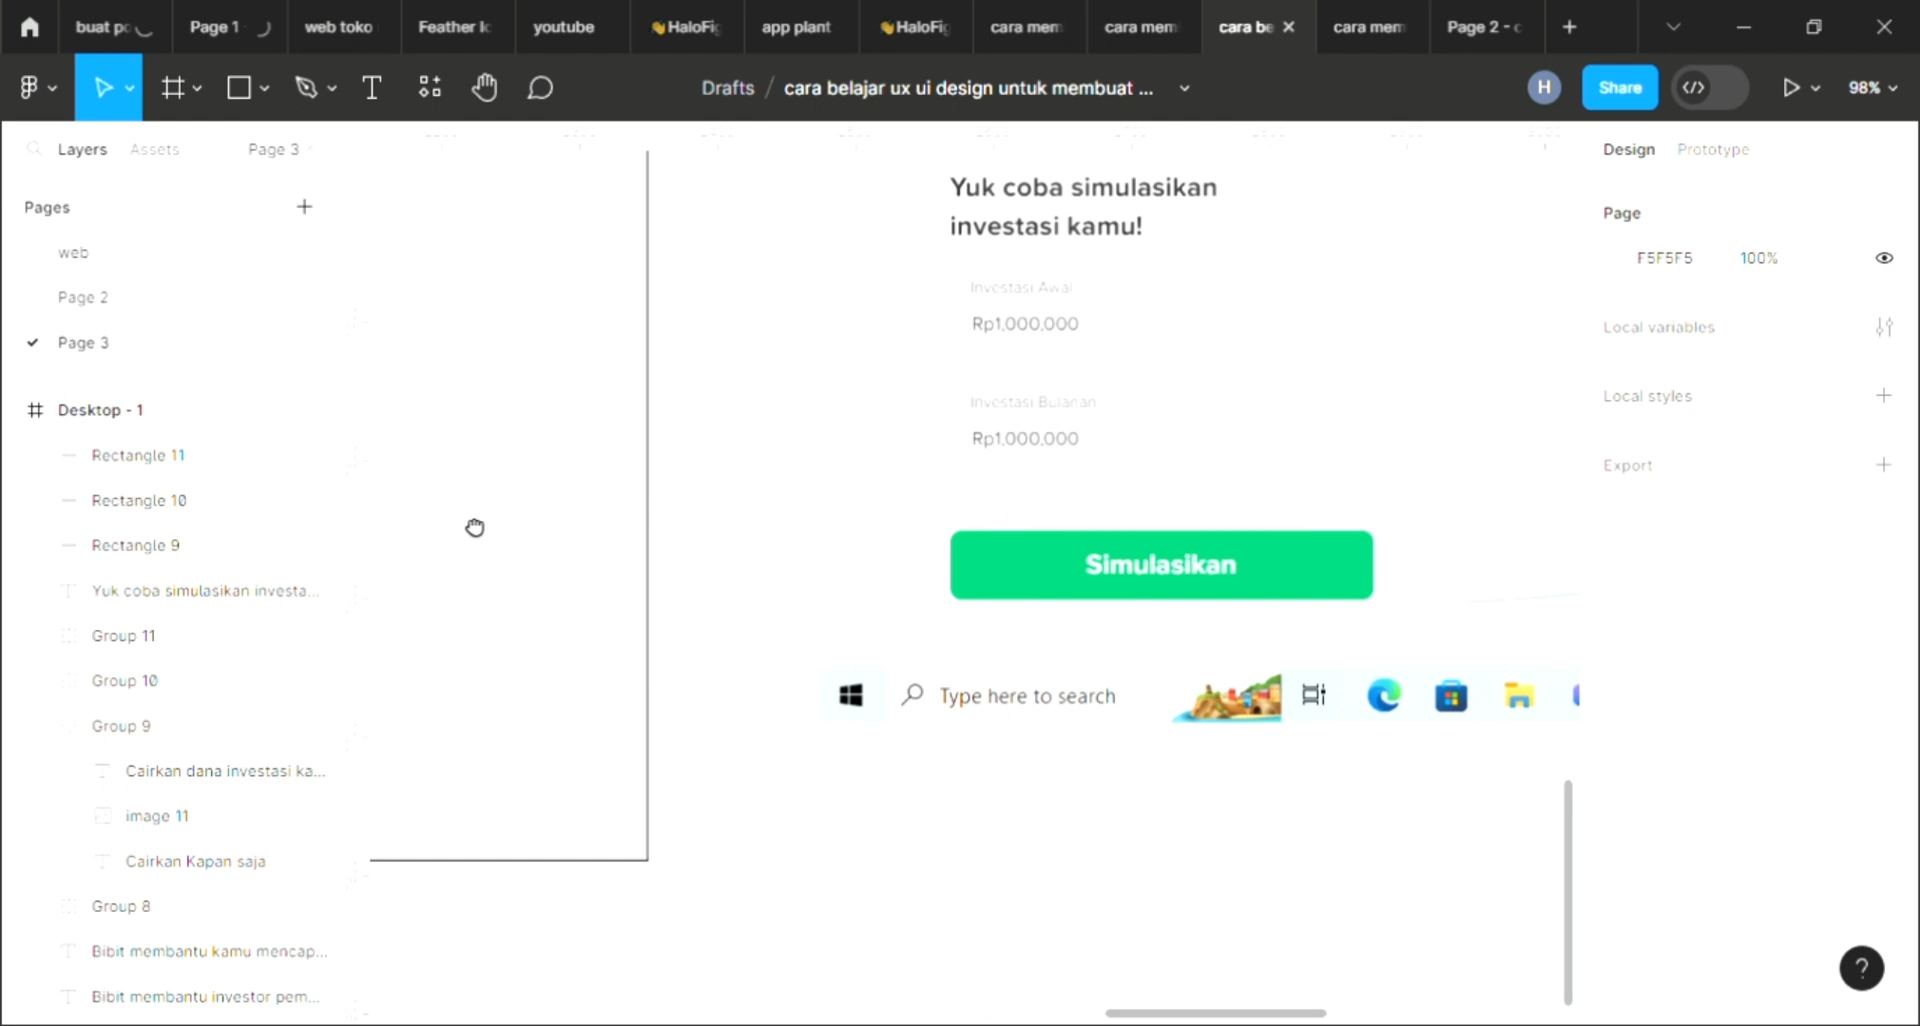 buat po
Page 1
web toko
Feather Ic
youtube
HaloFig
app plant
HaloFig
cara mem
cara mem
cara be
cara mem
Page 2 - c
Drafts / cara belajar ux ui design untuk membuat ...
H
Share
98%
Layers
Assets
Page 3
Pages
web
Page 2
Page 3
Desktop - 1
Rectangle 11
Rectangle 10
Rectangle 9
Yuk coba simulasikan investa...
Group 11
Group 10
Group 9
Cairkan dana investasi ka...
image 11
Cairkan Kapan saja
Group 8
Bibit membantu kamu mencap...
Bibit membantu investor pem...
Yuk coba simulasikan
investasi kamu!
Investasi Awal
Rp1.000.000
Investasi Bulanan
Rp1.000.000
Simulasikan
Type here to search
Design
Prototype
Page
F5F5F5
100%
Local variables
Local styles
Export
?